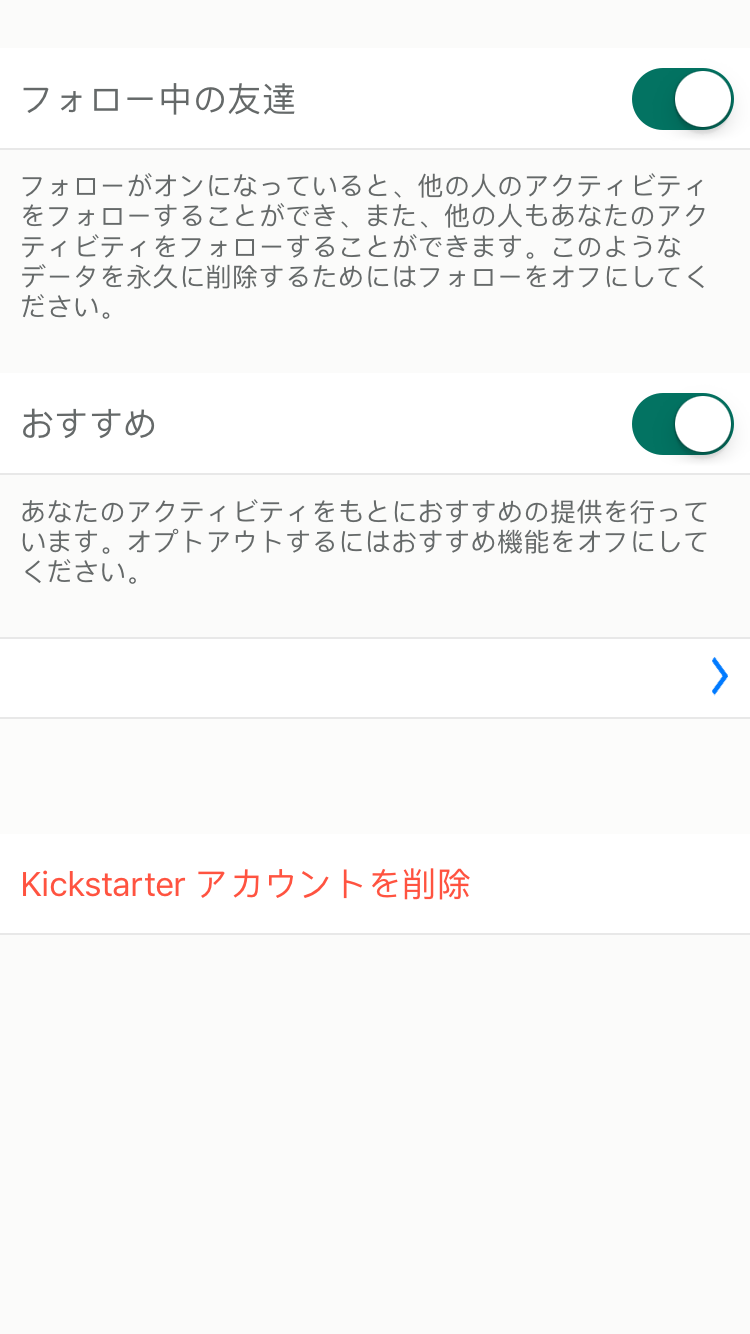 フォロー中の友達
フォローがオンになっていると、他の人のアクティビティ
をフォローすることができ、また、他の人もあなたのアク
ティビティをフォローすることができます。このような
データを永久に削除するためにはフォローをオフにしてく
ださい。
おすすめ
あなたのアクティビティをもとにおすすめの提供を行って
います。オプトアウトするにはおすすめ機能をオフにして
ください。
Kickstarter アカウントを削除